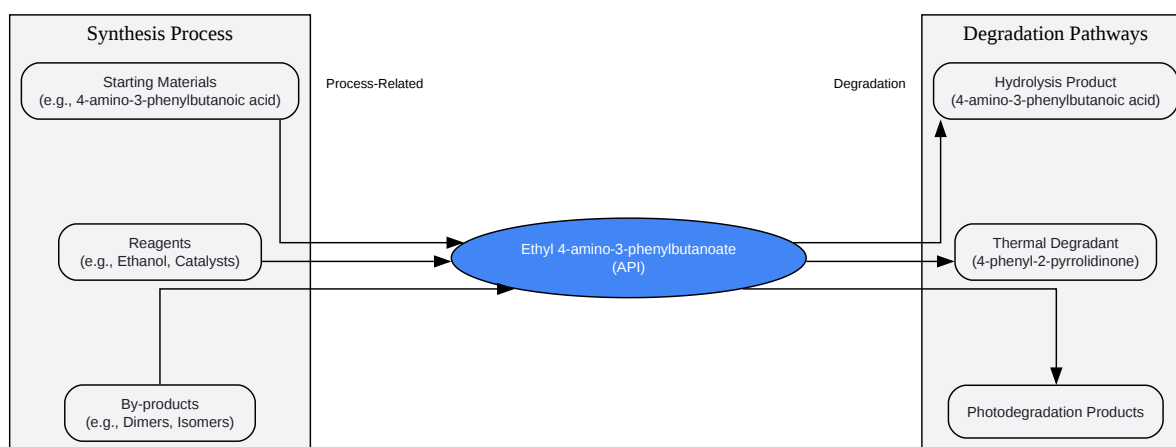 Synthesis Process
Starting Materials
(e.g., 4-amino-3-phenylbutanoic acid)
Process-Related
Reagents
(e.g., Ethanol, Catalysts)
By-products
(e.g., Dimers, Isomers)
Ethyl 4-amino-3-phenylbutanoate
(API)
Degradation Pathways
Degradation
Hydrolysis Product
(4-amino-3-phenylbutanoic acid)
Thermal Degradant
(4-phenyl-2-pyrrolidinone)
Photodegradation Products